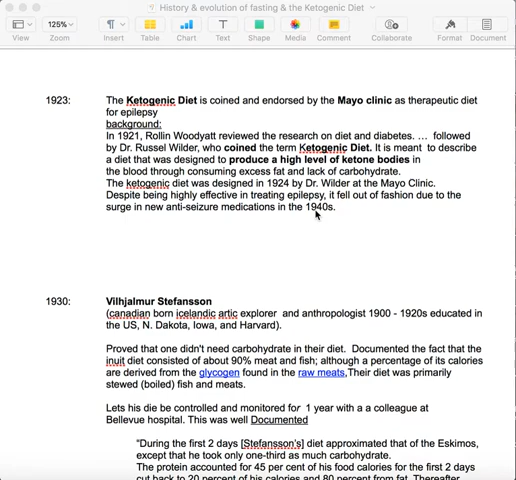 History & evolution of fasting & the Ketogenic Diet
125%
View Zoom Insert Table Chart Text Shape Media Comment Collaborate Format Document
1923: The Ketogenic Diet is coined and endorsed by the Mayo clinic as therapeutic diet
for epilepsy
background:
In 1921, Rollin Woodyatt reviewed the research on diet and diabetes. ... followed
by Dr. Russel Wilder, who coined the term Ketogenic Diet. It is meant to describe
a diet that was designed to produce a high level of ketone bodies in
the blood through consuming excess fat and lack of carbohydrate.
The ketogenic diet was designed in 1924 by Dr. Wilder at the Mayo Clinic.
Despite being highly effective in treating epilepsy, it fell out of fashion due to the
surge in new anti-seizure medications in the 1940s.
1930: Vilhjalmur Stefansson
(canadian born icelandic artic explorer and anthropologist 1900 - 1920s educated in
the US, N. Dakota, Iowa, and Harvard).
Proved that one didn't need carbohydrate in their diet. Documented the fact that the
inuit diet consisted of about 90% meat and fish; although a percentage of its calories
are derived from the glycogen found in the raw meats,Their diet was primarily
stewed (boiled) fish and meats.
Lets his die be controlled and monitored for 1 year with a a colleague at
Bellevue hospital. This was well Documented
"During the first 2 days [Stefansson's] diet approximated that of the Eskimos,
except that he took only one-third as much carbohydrate.
The protein accounted for 45 per cent of his food calories for the first 2 days
cut back to 20 percent of calories and 80 percent from fat. Thereafter